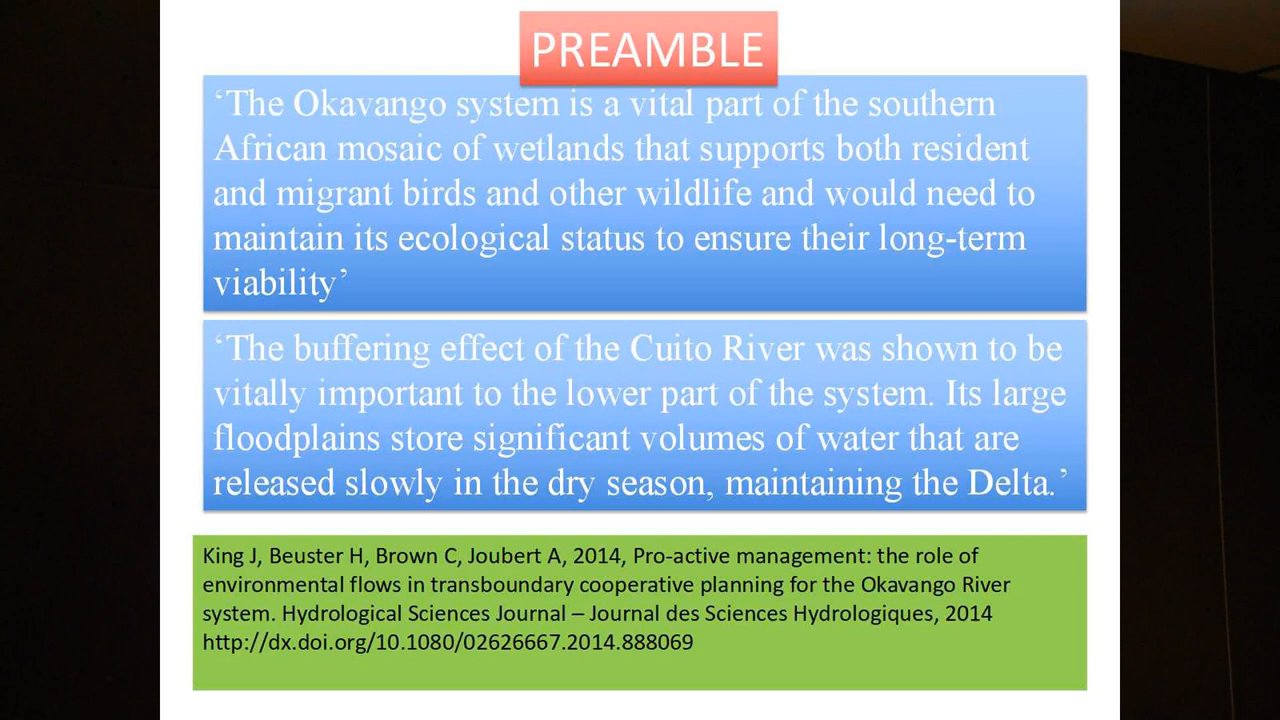 PREAMBLE
‘The Okavango system is a vital part of the southern
African mosaic of wetlands that supports both resident
and migrant birds and other wildlife and would need to
maintain its ecological status to ensure their long-term
viability’
‘The buffering effect of the Cuito River was shown to be
vitally important to the lower part of the system. Its large
floodplains store significant volumes of water that are
released slowly in the dry season, maintaining the Delta.’
King J, Beuster H, Brown C, Joubert A, 2014, Pro-active management: the role of
environmental flows in transboundary cooperative planning for the Okavango River
system. Hydrological Sciences Journal – Journal des Sciences Hydrologiques, 2014
http://dx.doi.org/10.1080/02626667.2014.888069